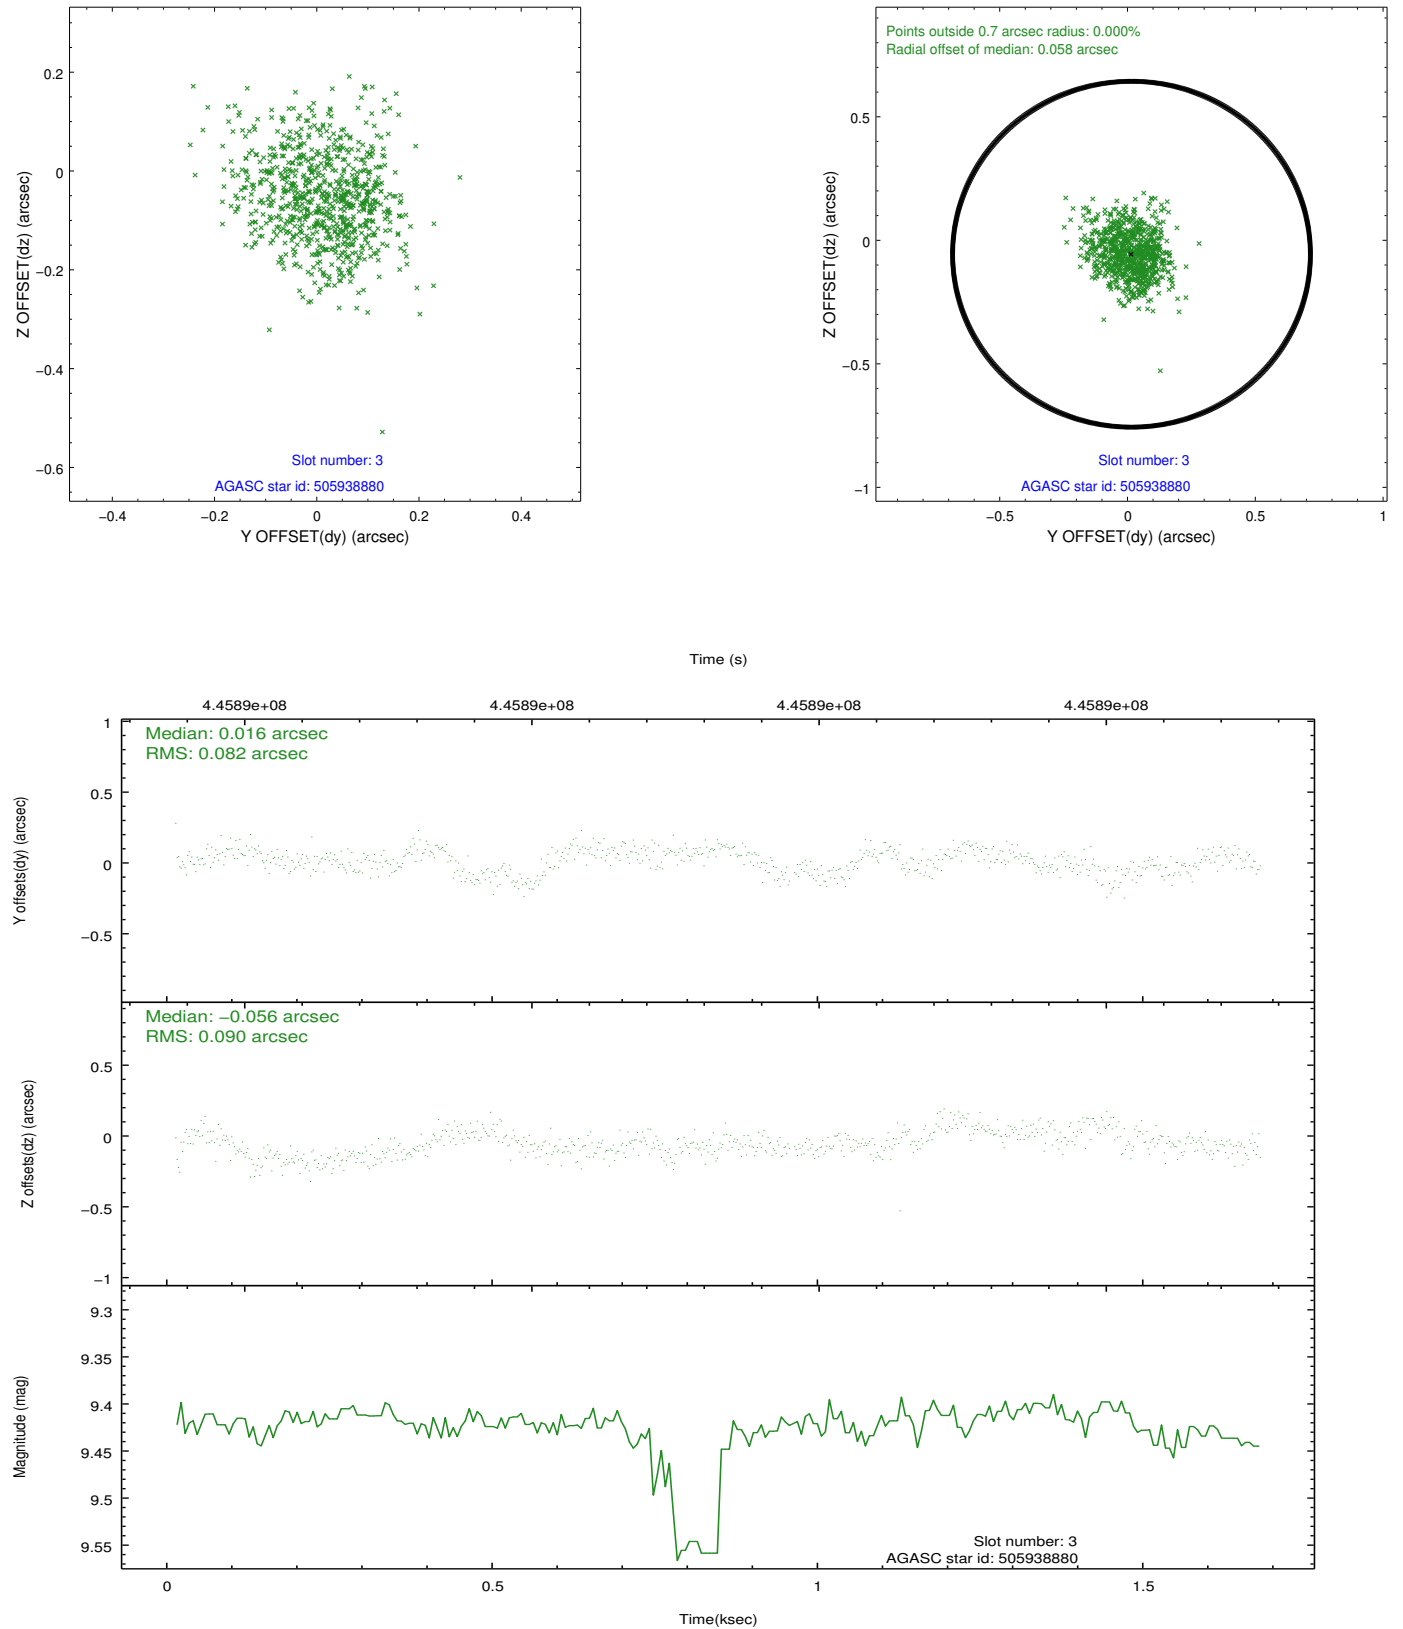 0.2
0
−0.2
−0.4
−0.6
Z OFFSET(dz) (arcsec)
Slot number: 3
AGASC star id: 505938880
−0.4 −0.2 0 0.2 0.4
Y OFFSET(dy) (arcsec)
Points outside 0.7 arcsec radius: 0.000%
Radial offset of median: 0.058 arcsec
0.5
0
−0.5
−1
Z OFFSET(dz) (arcsec)
Slot number: 3
AGASC star id: 505938880
−0.5 0 0.5 1
Y OFFSET(dy) (arcsec)
Time (s)
4.4589e+08 4.4589e+08 4.4589e+08 4.4589e+08
Median: 0.016 arcsec
RMS: 0.082 arcsec
1
0.5
0
−0.5
Y offsets(dy) (arcsec)
Median: −0.056 arcsec
RMS: 0.090 arcsec
0.5
0
−0.5
−1
Z offsets(dz) (arcsec)
9.3
9.35
9.4
9.45
9.5
9.55
Magnitude (mag)
Slot number: 3
AGASC star id: 505938880
0 0.5 1 1.5
Time(ksec)